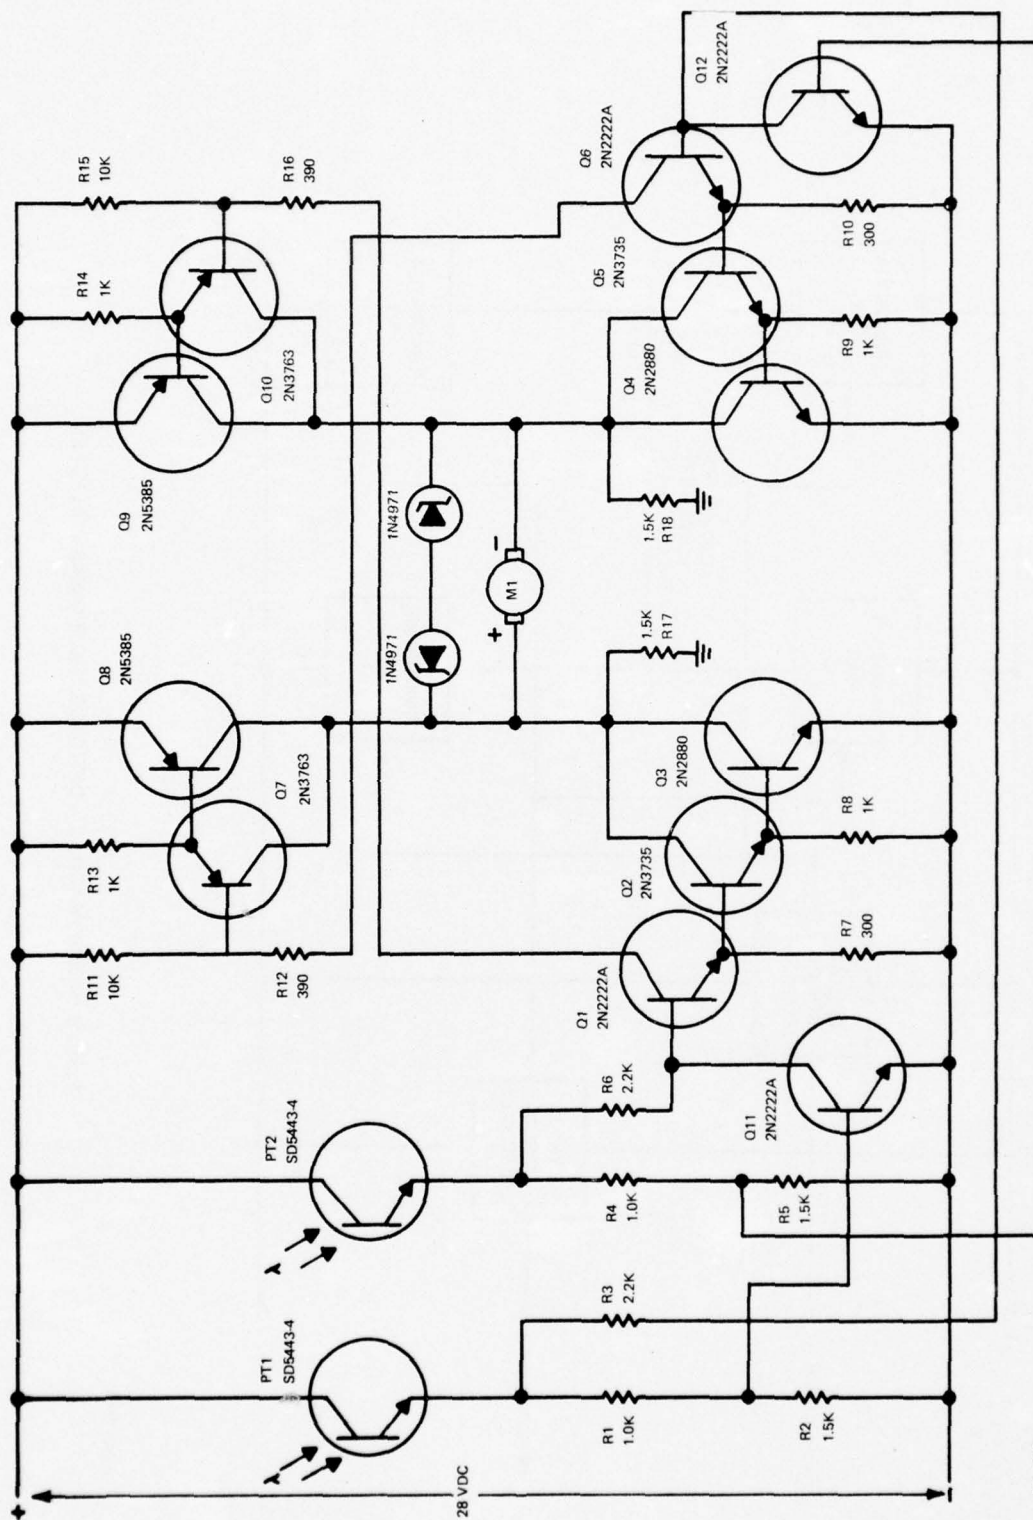 +
28 VDC
−
λ
PT1
SD5443-4
R1
1.0K
R2
1.5K
R3
2.2K
λ
PT2
SD5443-4
R4
1.0K
R5
1.5K
R6
2.2K
Q11
2N2222A
Q1
2N2222A
R7
300
R11
10K
R12
390
R13
1K
Q7
2N3763
Q2
2N3735
R8
1K
Q8
2N5385
Q3
2N2880
1.5K
R17
1N4971
+
M1
−
1N4971
1.5K
R18
Q9
2N5385
Q10
2N3763
Q4
2N2880
R9
1K
R14
1K
Q5
2N3735
R10
300
R15
10K
R16
390
Q6
2N2222A
Q12
2N2222A